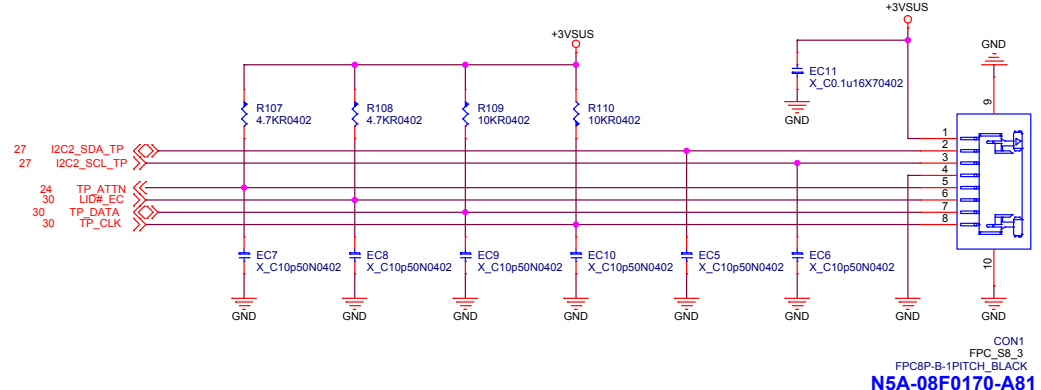 +3VSUS
+3VSUS
GND
EC11
X_C0.1u16X70402
GND
R107
4.7KR0402
R108
4.7KR0402
R109
10KR0402
R110
10KR0402
9
27 I2C2_SDA_TP
27 I2C2_SCL_TP
24 TP_ATTN
30 LID#_EC
30 TP_DATA
30 TP_CLK
1
2
3
4
5
6
7
8
EC7
X_C10p50N0402
EC8
X_C10p50N0402
EC9
X_C10p50N0402
EC10
X_C10p50N0402
EC5
X_C10p50N0402
EC6
X_C10p50N0402
10
GND
GND
GND
GND
GND
GND
GND
GND
CON1
FPC_S8_3
FPC8P-B-1PITCH_BLACK
N5A-08F0170-A81